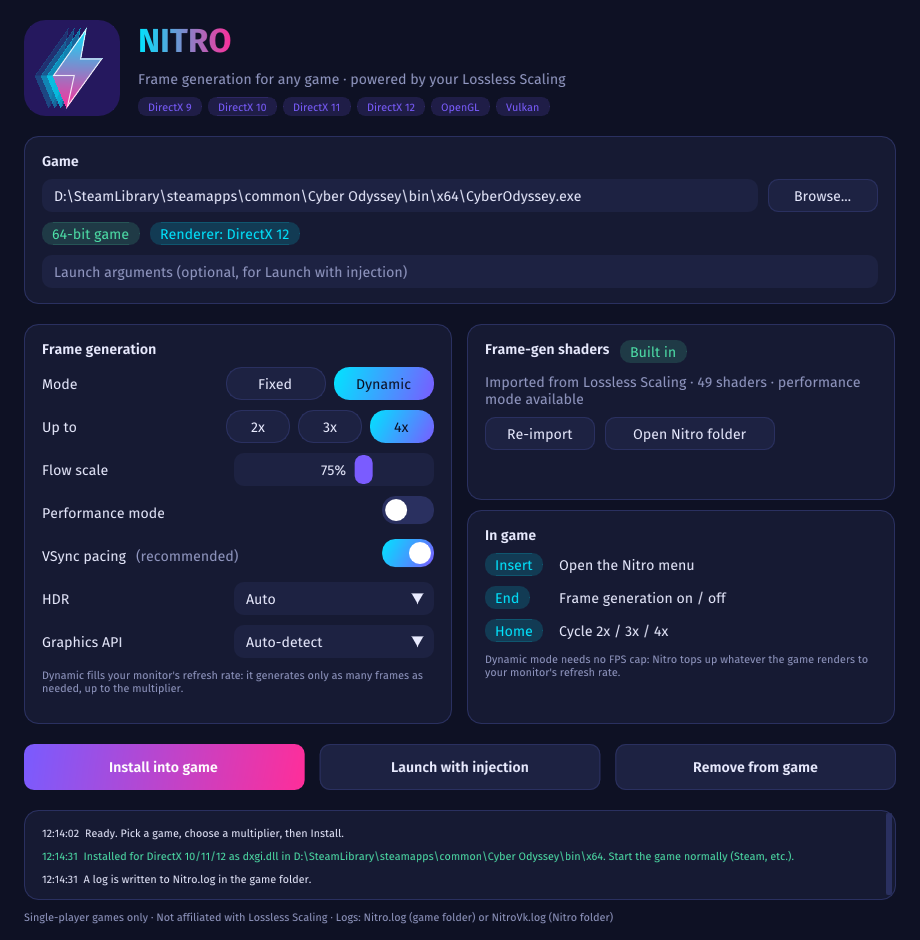 NITRO
Frame generation for any game · powered by your Lossless Scaling
DirectX 9 DirectX 10 DirectX 11 DirectX 12 OpenGL Vulkan
Game
D:\SteamLibrary\steamapps\common\Cyber Odyssey\bin\x64\CyberOdyssey.exe Browse...
64-bit game Renderer: DirectX 12
Launch arguments (optional, for Launch with injection)
Frame generation
Mode Fixed Dynamic
Up to 2x 3x 4x
Flow scale 75%
Performance mode
VSync pacing (recommended)
HDR Auto
Graphics API Auto-detect
Dynamic fills your monitor's refresh rate: it generates only as many frames as
needed, up to the multiplier.
Frame-gen shaders Built in
Imported from Lossless Scaling · 49 shaders · performance
mode available
Re-import Open Nitro folder
In game
Insert Open the Nitro menu
End Frame generation on / off
Home Cycle 2x / 3x / 4x
Dynamic mode needs no FPS cap: Nitro tops up whatever the game renders to
your monitor's refresh rate.
Install into game Launch with injection Remove from game
12:14:02 Ready. Pick a game, choose a multiplier, then Install.
12:14:31 Installed for DirectX 10/11/12 as dxgi.dll in D:\SteamLibrary\steamapps\common\Cyber Odyssey\bin\x64. Start the game normally (Steam, etc.).
12:14:31 A log is written to Nitro.log in the game folder.
Single-player games only · Not affiliated with Lossless Scaling · Logs: Nitro.log (game folder) or NitroVk.log (Nitro folder)